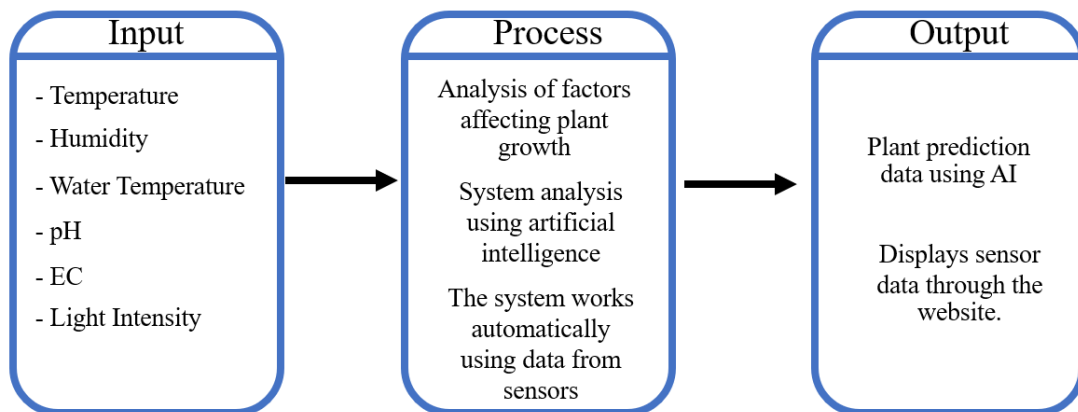 Input
- Temperature
- Humidity
- Water Temperature
- pH
- EC
- Light Intensity
Process
Analysis of factors
affecting plant
growth
System analysis
using artificial
intelligence
The system works
automatically
using data from
sensors
Output
Plant prediction
data using AI
Displays sensor
data through the
website.